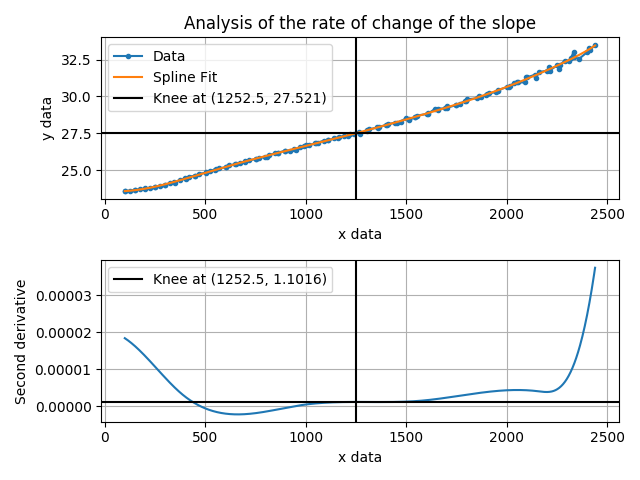 Analysis of the rate of change of the slope
Data
Spline Fit
Knee at (1252.5, 27.521)
y data
32.5
30.0
27.5
25.0
0 500 1000 1500 2000 2500
x data
Knee at (1252.5, 1.1016)
Second derivative
0.00003
0.00002
0.00001
0.00000
0 500 1000 1500 2000 2500
x data